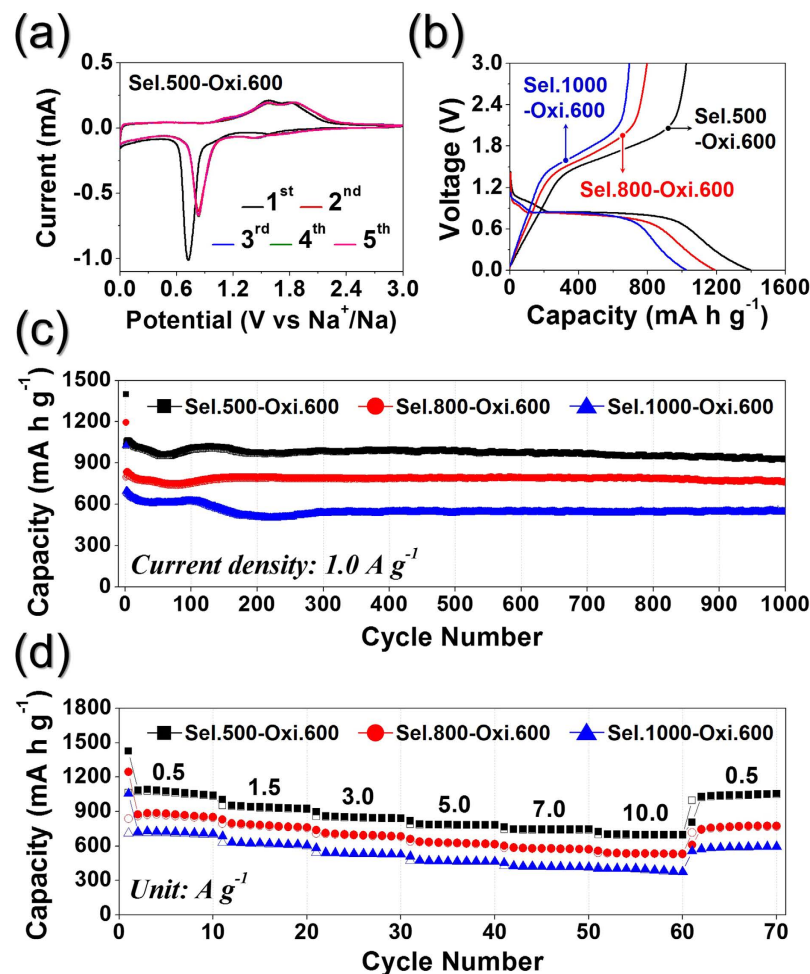 (a)
Sel.500-Oxi.600
0.5
0.0
-0.5
-1.0
Current (mA)
1st 2nd
3rd 4th 5th
0.0 0.6 1.2 1.8 2.4 3.0
Potential (V vs Na+/Na)
(b)
3.0
2.4
1.8
1.2
0.6
0.0
Voltage (V)
Sel.1000
-Oxi.600
Sel.500
-Oxi.600
Sel.800-Oxi.600
0 400 800 1200 1600
Capacity (mA h g-1)
(c)
1500
1200
900
600
300
0
Capacity (mA h g-1)
Sel.500-Oxi.600 Sel.800-Oxi.600 Sel.1000-Oxi.600
Current density: 1.0 A g-1
0 100 200 300 400 500 600 700 800 900 1000
Cycle Number
(d)
1800
1500
1200
900
600
300
0
Capacity (mA h g-1)
Sel.500-Oxi.600 Sel.800-Oxi.600 Sel.1000-Oxi.600
0.5 1.5 3.0 5.0 7.0 10.0 0.5
Unit: A g-1
0 10 20 30 40 50 60 70
Cycle Number